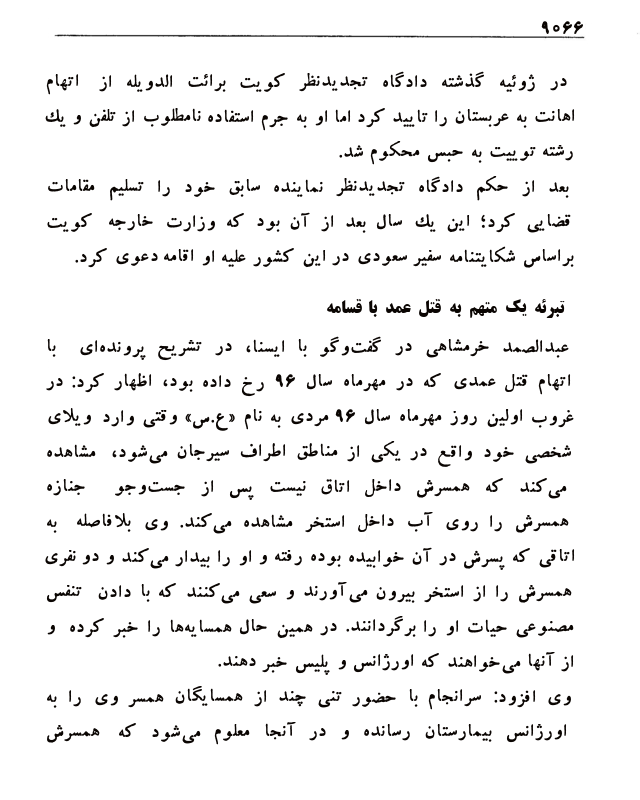 ۹۰۶۶
در ژوئیه گذشته دادگاه تجدیدنظر کویت برائت الدویله از اتهام
اهانت به عربستان را تایید کرد اما او به جرم استفاده نامطلوب از تلفن و یك
رشته توییت به حبس محکوم شد.
بعد از حکم دادگاه تجدیدنظر نماینده سابق خود را تسلیم مقامات
قضایی کرد؛ این یك سال بعد از آن بود که وزارت خارجه کویت
براساس شکایتنامه سفیر سعودی در این کشور علیه او اقامه دعوی کرد.
تبرئه یک متهم به قتل عمد با قسامه
عبدالصمد خرمشاهی در گفت‌وگو با ایسنا، در تشریح پرونده‌ای با
اتهام قتل عمدی که در مهرماه سال ۹۶ رخ داده بود، اظهار کرد: در
غروب اولین روز مهرماه سال ۹۶ مردی به نام «ع.س» وقتی وارد ویلای
شخصی خود واقع در یکی از مناطق اطراف سیرجان می‌شود، مشاهده
می‌کند که همسرش داخل اتاق نیست پس از جست‌وجو جنازه
همسرش را روی آب داخل استخر مشاهده می‌کند. وی بلافاصله به
اتاقی که پسرش در آن خوابیده بوده رفته و او را بیدار می‌کند و دو نفری
همسرش را از استخر بیرون می‌آورند و سعی می‌کنند که با دادن تنفس
مصنوعی حیات او را برگردانند. در همین حال همسایه‌ها را خبر کرده و
از آنها می‌خواهند که اورژانس و پلیس خبر دهند.
وی افزود: سرانجام با حضور تنی چند از همسایگان همسر وی را به
اورژانس بیمارستان رسانده و در آنجا معلوم می‌شود که همسرش